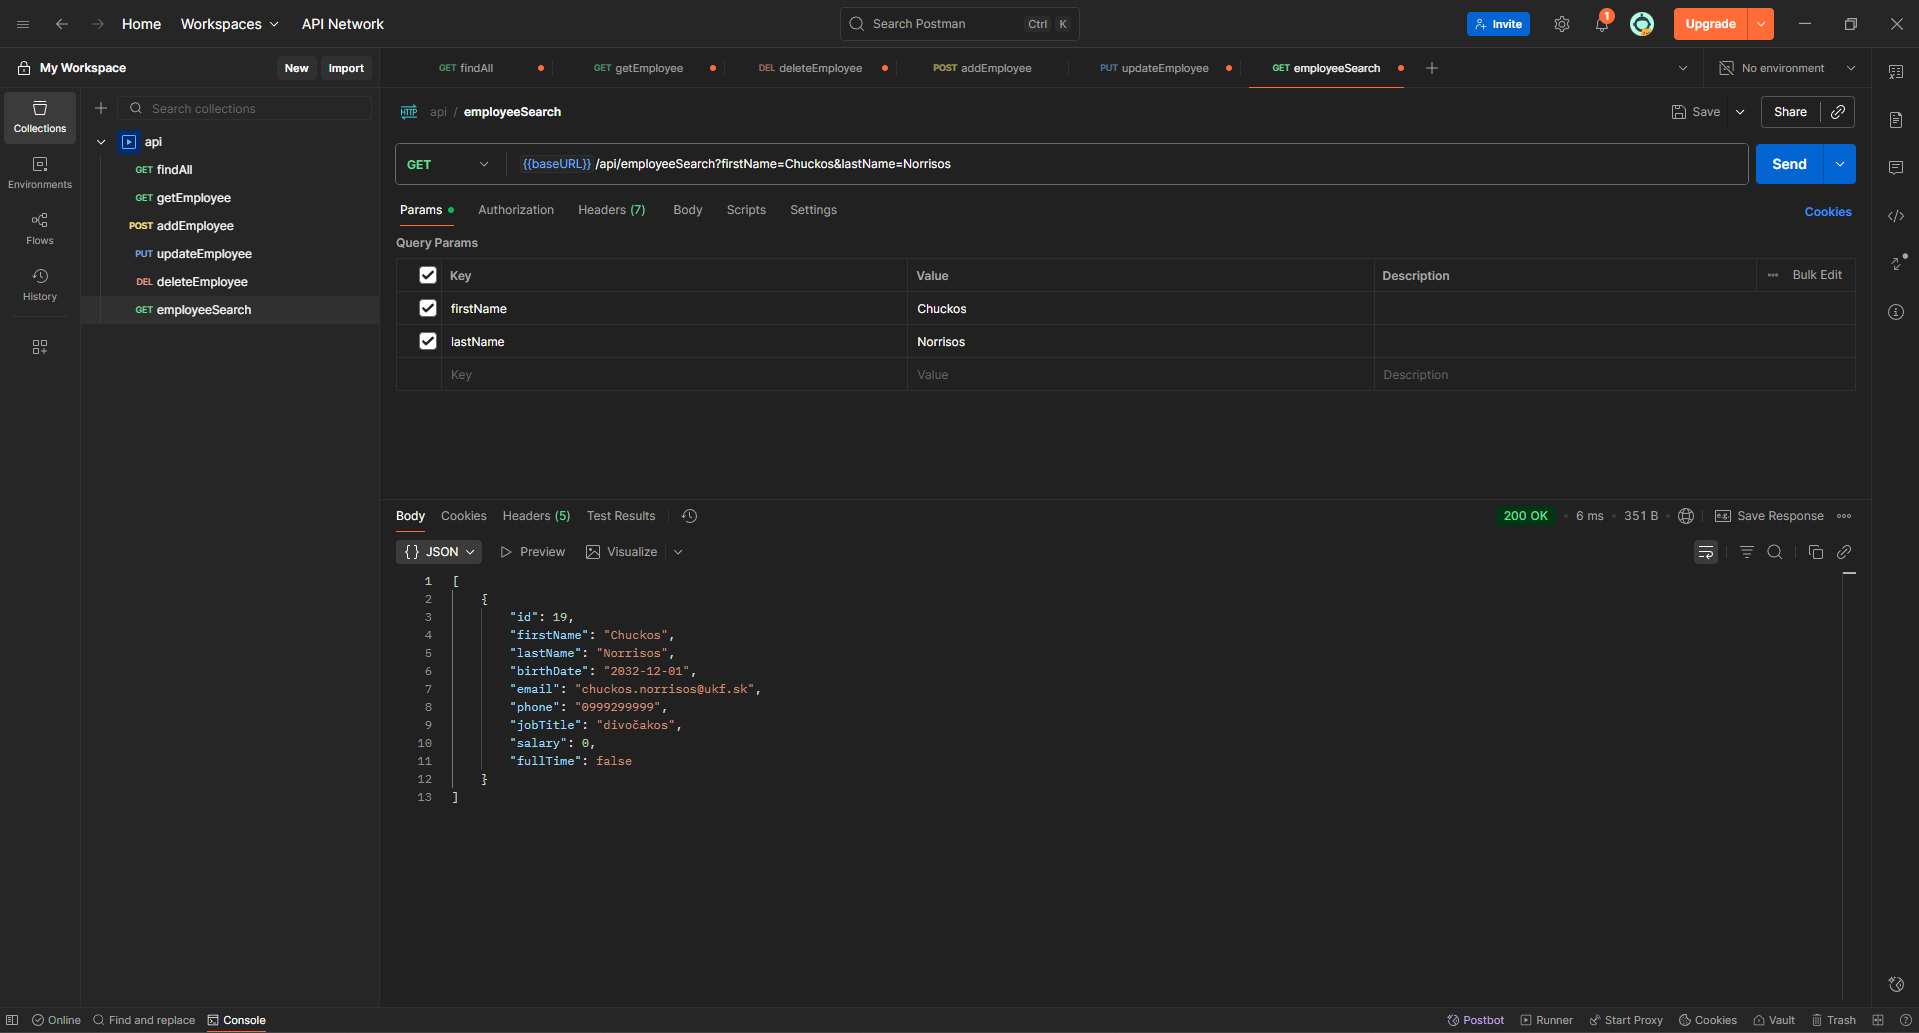 Home Workspaces API Network Search Postman Ctrl K Invite 1 Upgrade
My Workspace New Import GET findAll GET getEmployee DEL deleteEmployee POST addEmployee PUT updateEmployee GET employeeSearch No environment
Collections
Environments
Flows
History
Search collections
api
GET findAll
GET getEmployee
POST addEmployee
PUT updateEmployee
DEL deleteEmployee
GET employeeSearch
HTTP api / employeeSearch Save Share
GET {{baseURL}} /api/employeeSearch?firstName=Chuckos&lastName=Norrisos Send
Params Authorization Headers (7) Body Scripts Settings Cookies
Query Params
Key Value Description Bulk Edit
firstName Chuckos
lastName Norrisos
Key Value Description
Body Cookies Headers (5) Test Results 200 OK 6 ms 351 B e.g. Save Response
{} JSON Preview Visualize
1 [
2 {
3 "id": 19,
4 "firstName": "Chuckos",
5 "lastName": "Norrisos",
6 "birthDate": "2032-12-01",
7 "email": "chuckos.norrisos@ukf.sk",
8 "phone": "0999299999",
9 "jobTitle": "divočakos",
10 "salary": 0,
11 "fullTime": false
12 }
13 ]
Online Find and replace Console Postbot Runner Start Proxy Cookies Vault Trash